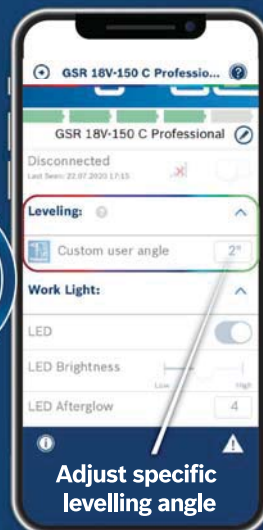 GSR 18V-150 C Professio...
GSR 18V-150 C Professional
Disconnected
Last Seen: 22.07.2020 17:15
Leveling:
Custom user angle
2°
Work Light:
LED
LED Brightness
Low
High
LED Afterglow
4
Adjust specific
levelling angle